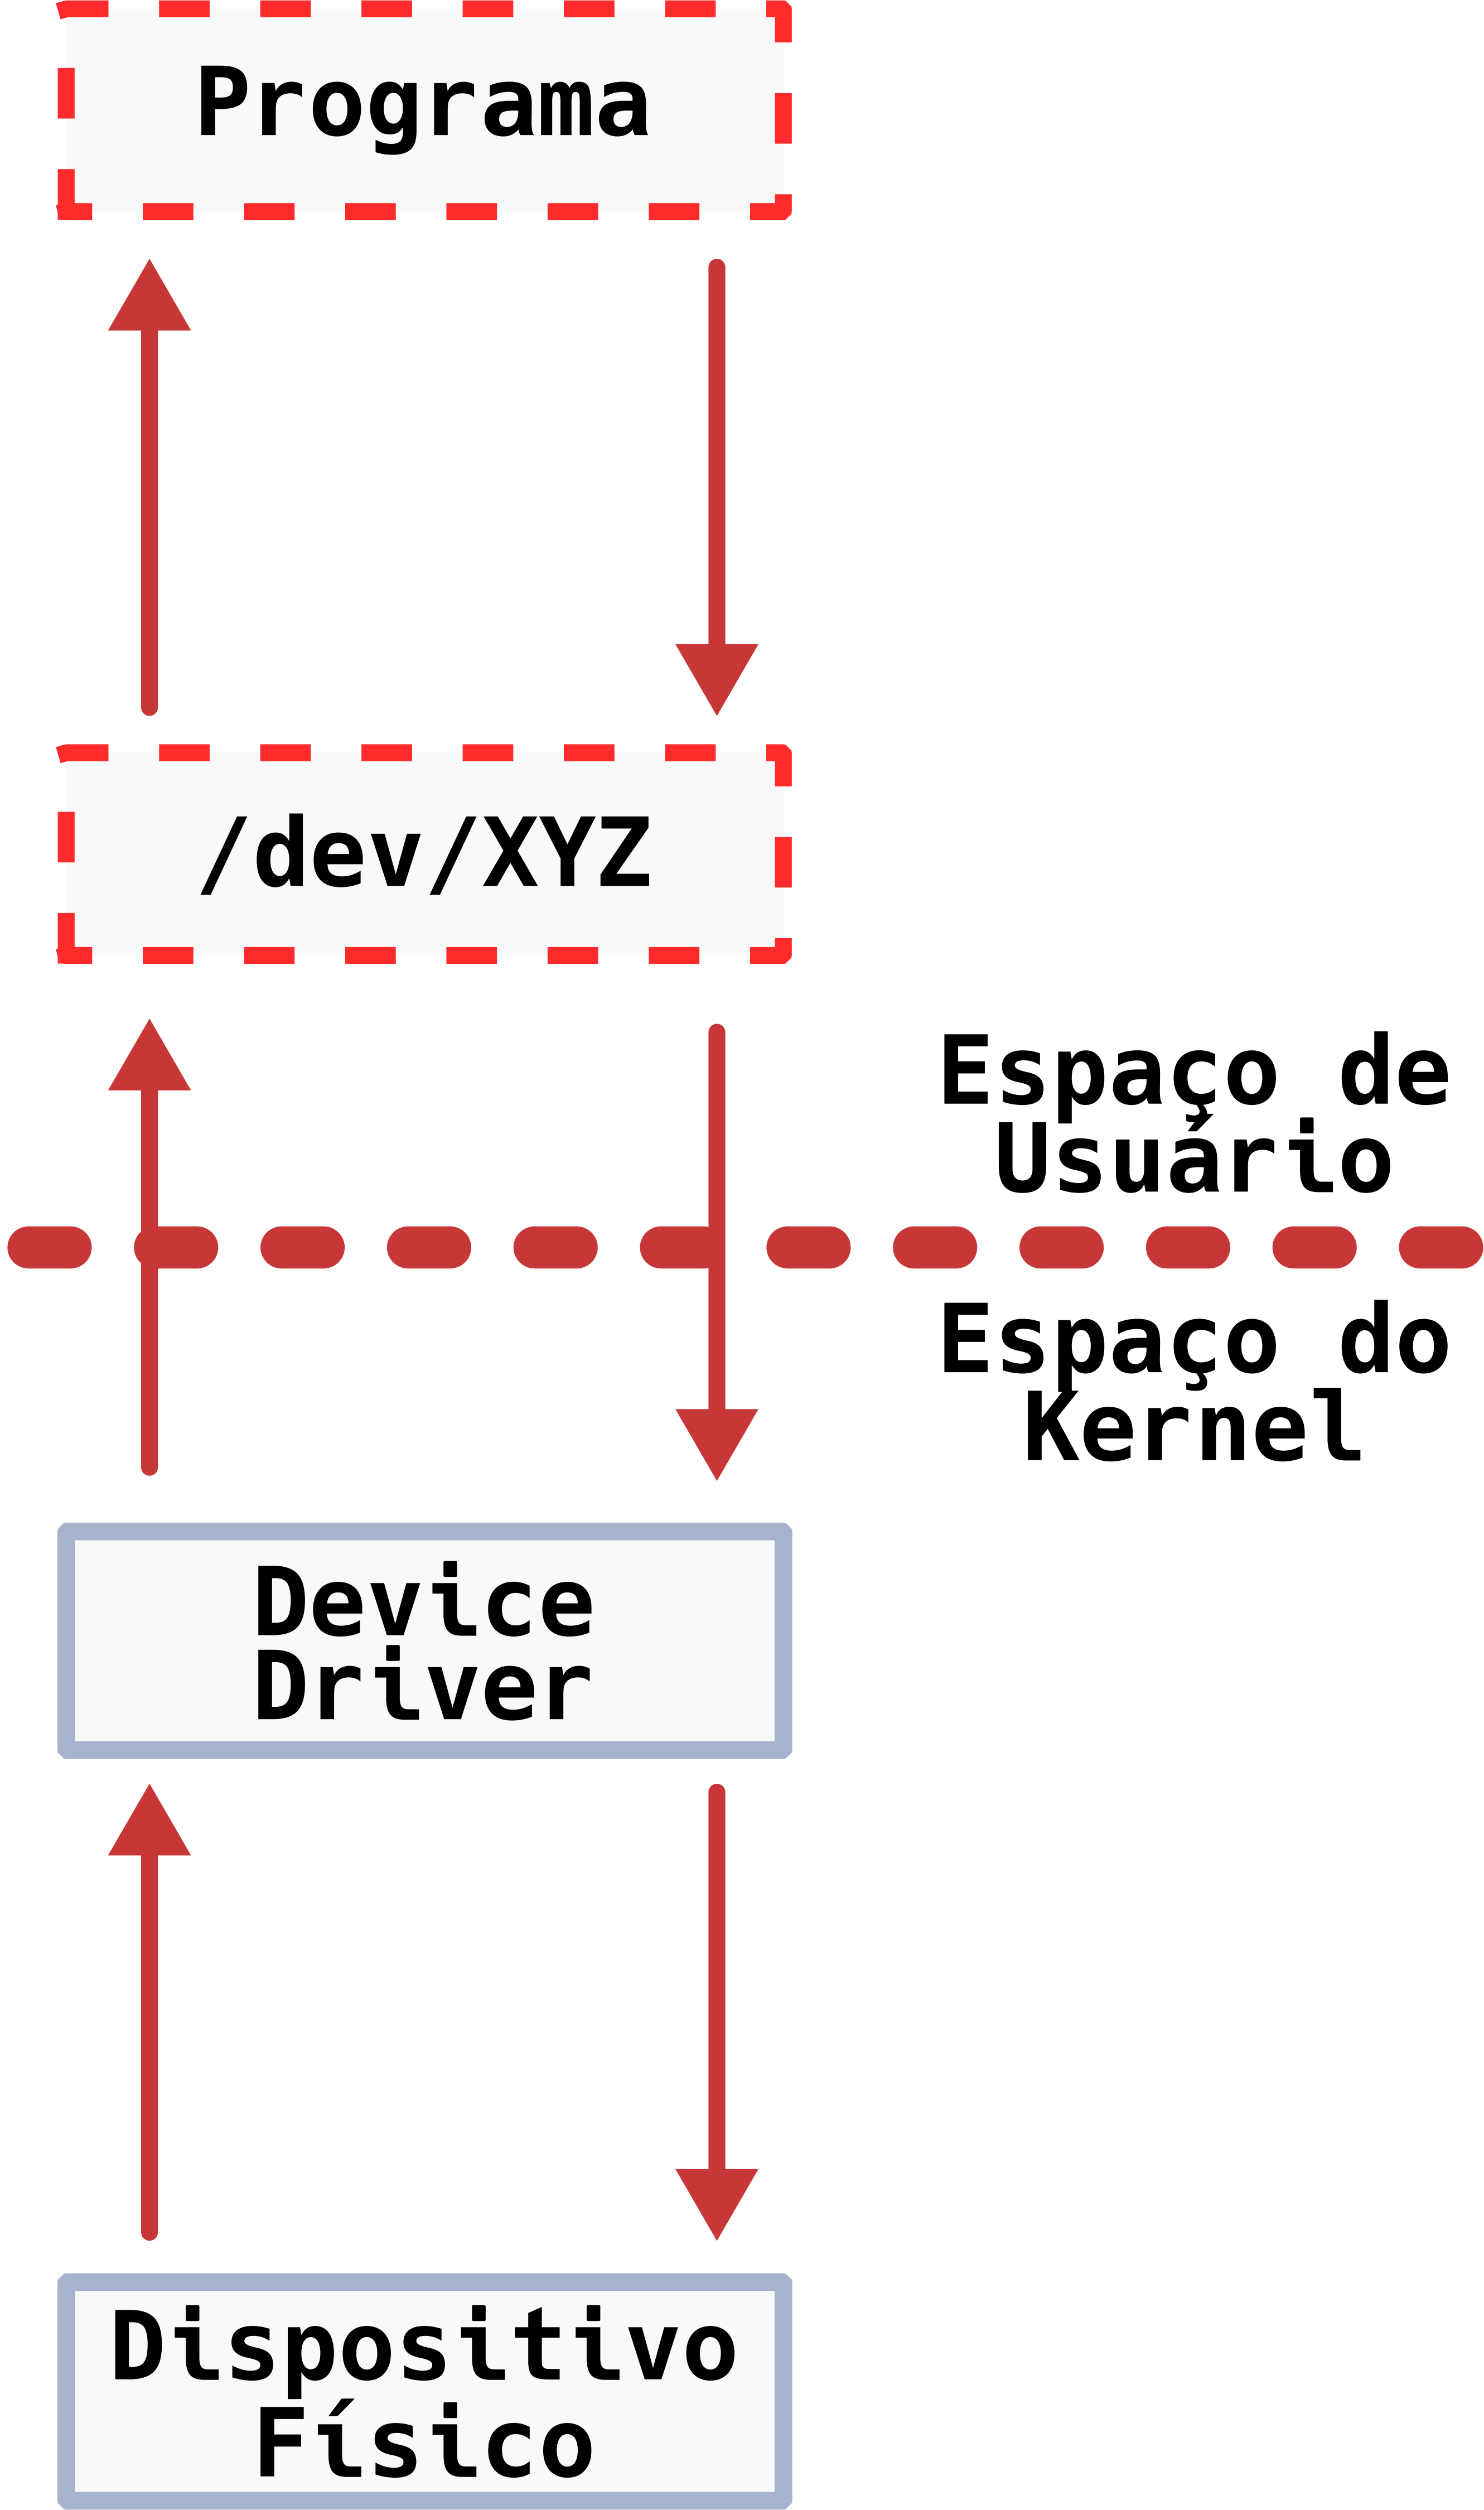 Programa
/dev/XYZ
Espaço de
Usuário
Espaço do
Kernel
Device
Driver
Dispositivo
Físico